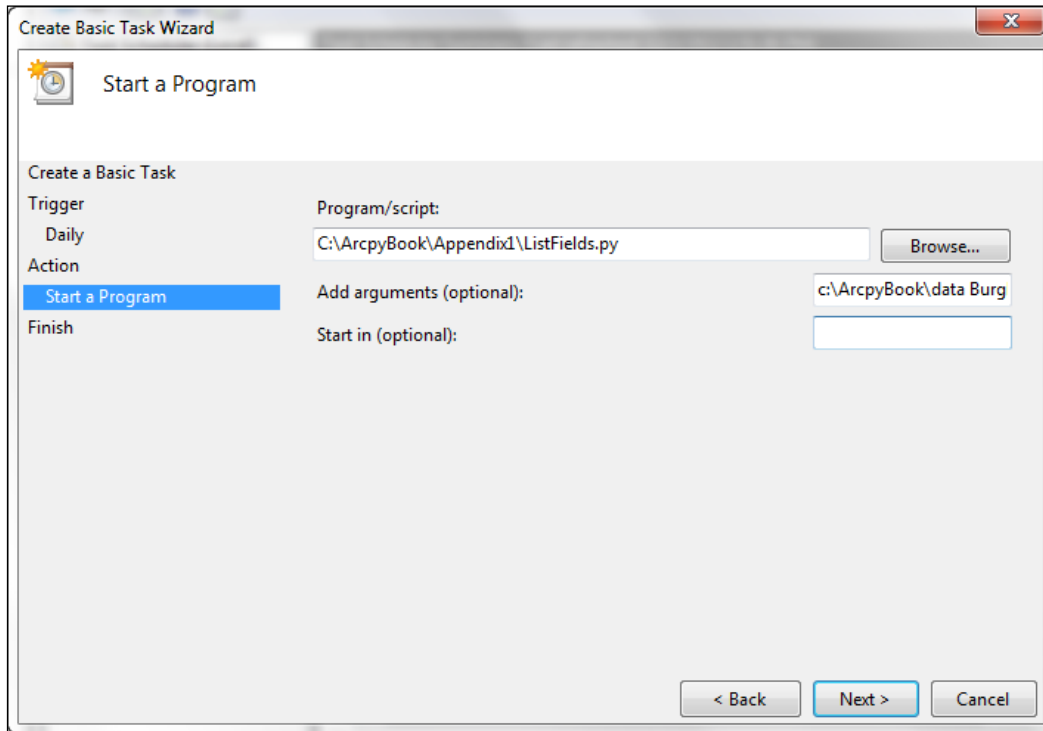 Create Basic Task Wizard
Start a Program
Create a Basic Task
Trigger
Daily
Action
Start a Program
Finish
Program/script:
C:\ArcpyBook\Appendix1\ListFields.py
Browse...
Add arguments (optional):
c:\ArcpyBook\data Burg
Start in (optional):
< Back
Next >
Cancel